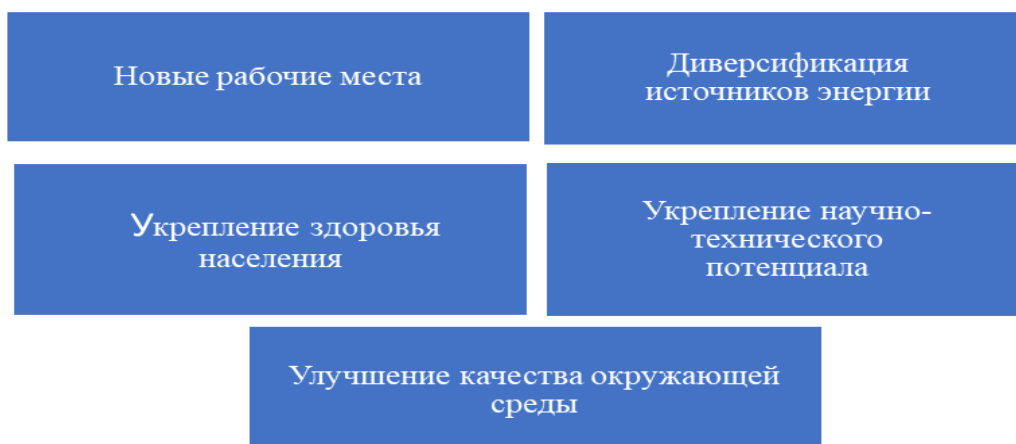 Новые рабочие места
Диверсификация
источников энергии
Укрепление здоровья
населения
Укрепление научно-
технического
потенциала
Улучшение качества окружающей
среды